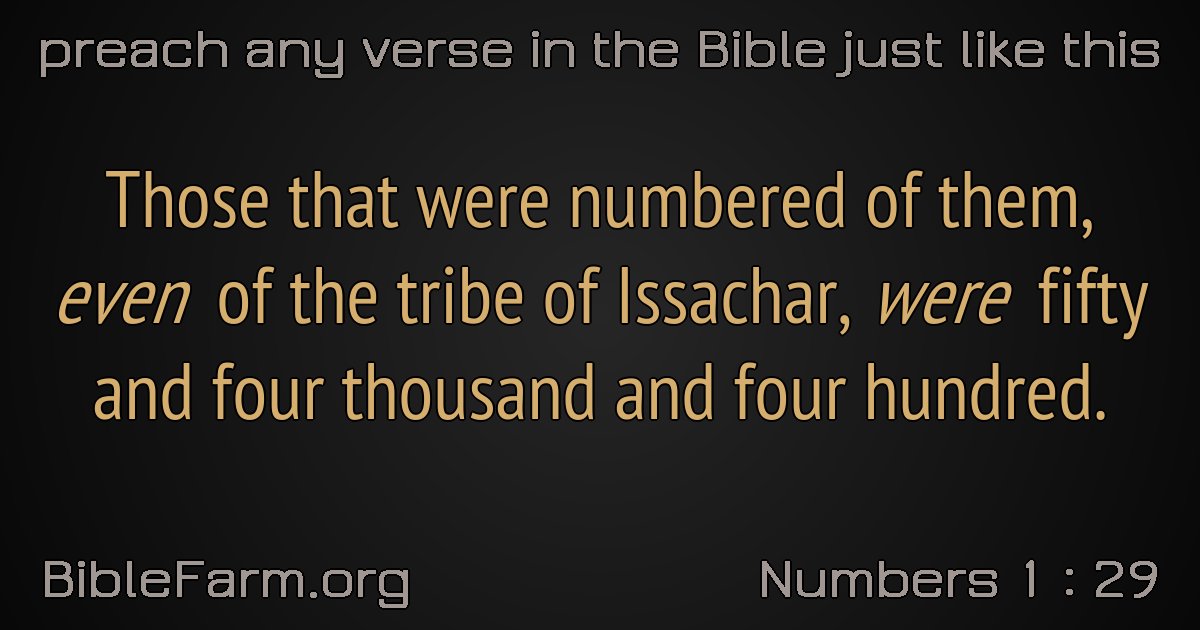 preach any verse in the Bible just like this
Those that were numbered of them,
even of the tribe of Issachar, were fifty
and four thousand and four hundred.
BibleFarm.org
Numbers 1 : 29